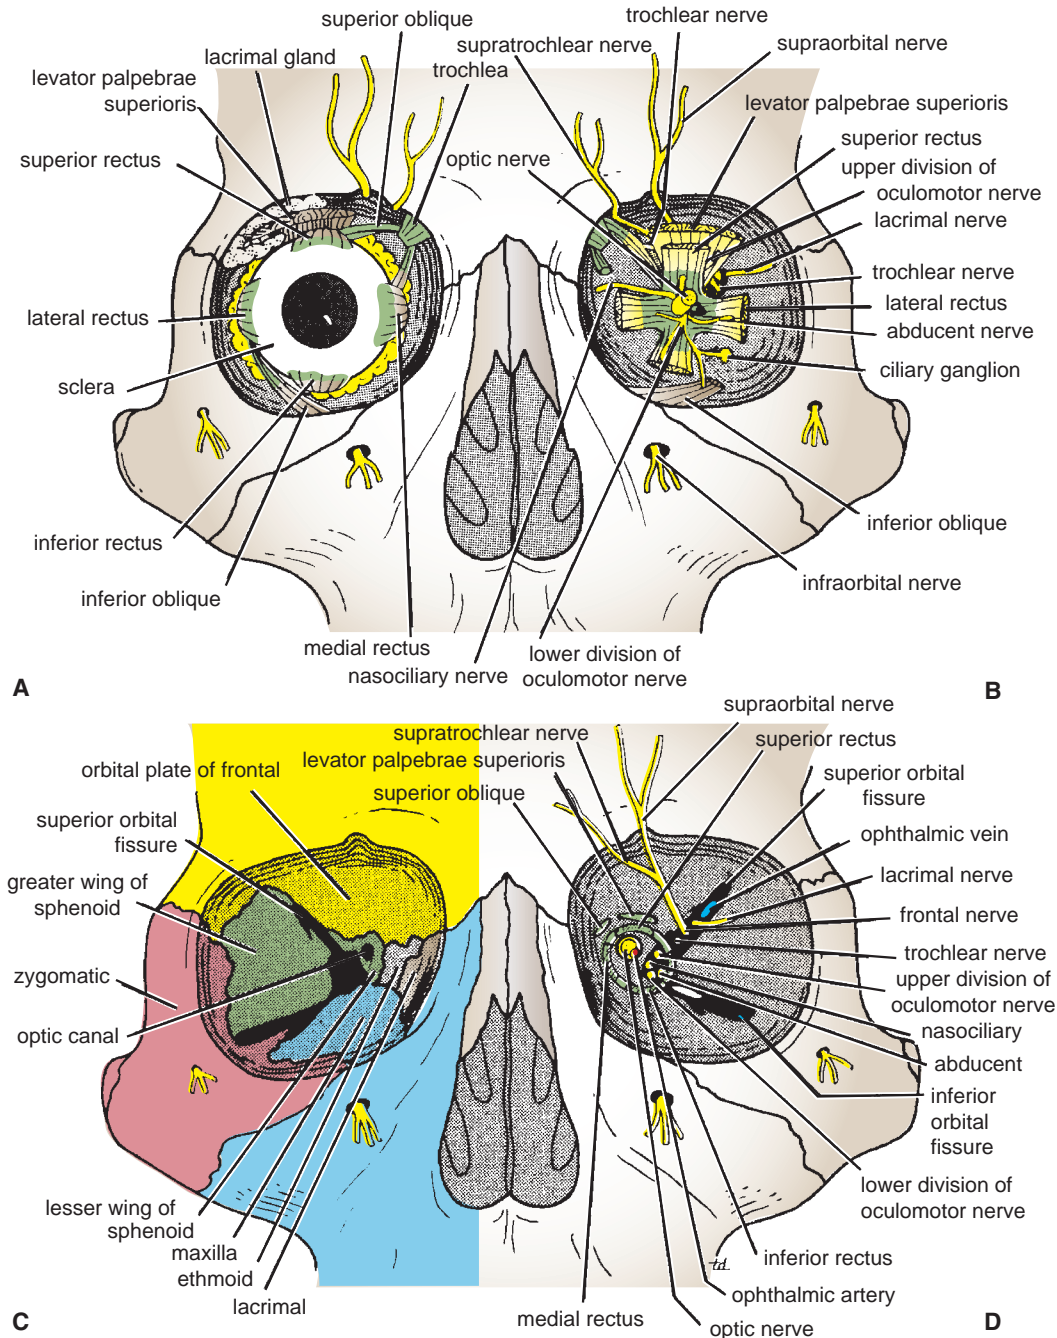 A
superior oblique
lacrimal gland
levator palpebrae
superioris
superior rectus
lateral rectus
sclera
inferior rectus
inferior oblique
medial rectus
trochlear nerve
supratrochlear nerve
trochlea
supraorbital nerve
levator palpebrae superioris
optic nerve
superior rectus
upper division of
oculomotor nerve
lacrimal nerve
trochlear nerve
lateral rectus
abducent nerve
ciliary ganglion
inferior oblique
infraorbital nerve
nasociliary nerve
lower division of
oculomotor nerve
B
orbital plate of frontal
superior orbital
fissure
greater wing of
sphenoid
zygomatic
optic canal
lesser wing of
sphenoid
maxilla
ethmoid
lacrimal
C
supraorbital nerve
supratrochlear nerve
levator palpebrae superioris
superior oblique
superior rectus
superior orbital
fissure
ophthalmic vein
lacrimal nerve
frontal nerve
trochlear nerve
upper division of
oculomotor nerve
nasociliary
abducent
inferior
orbital
fissure
lower division of
oculomotor nerve
inferior rectus
ophthalmic artery
optic nerve
medial rectus
D